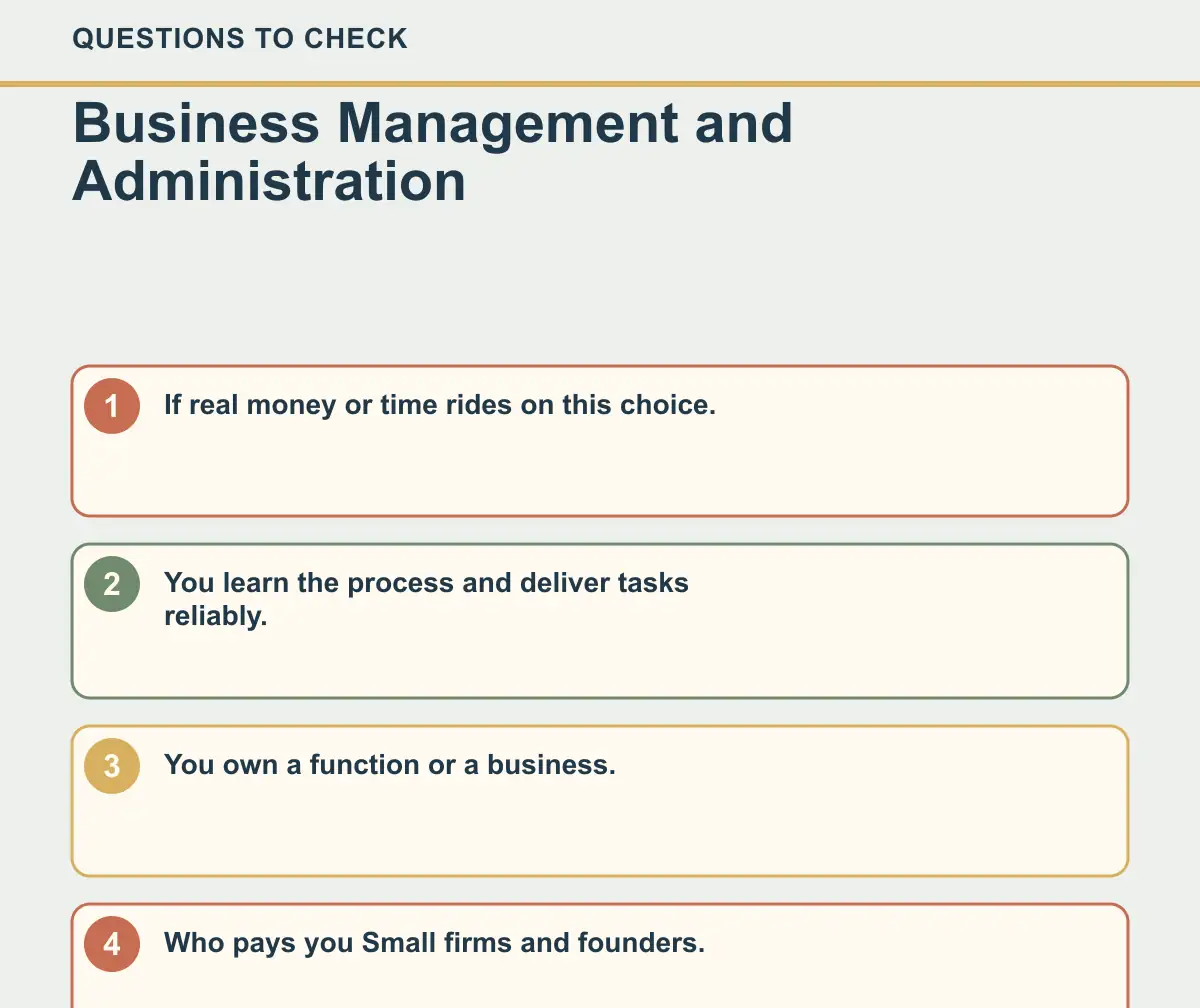 QUESTIONS TO CHECK
Business Management and
Administration
1
If real money or time rides on this choice.
2
You learn the process and deliver tasks
reliably.
3
You own a function or a business.
4
Who pays you Small firms and founders.